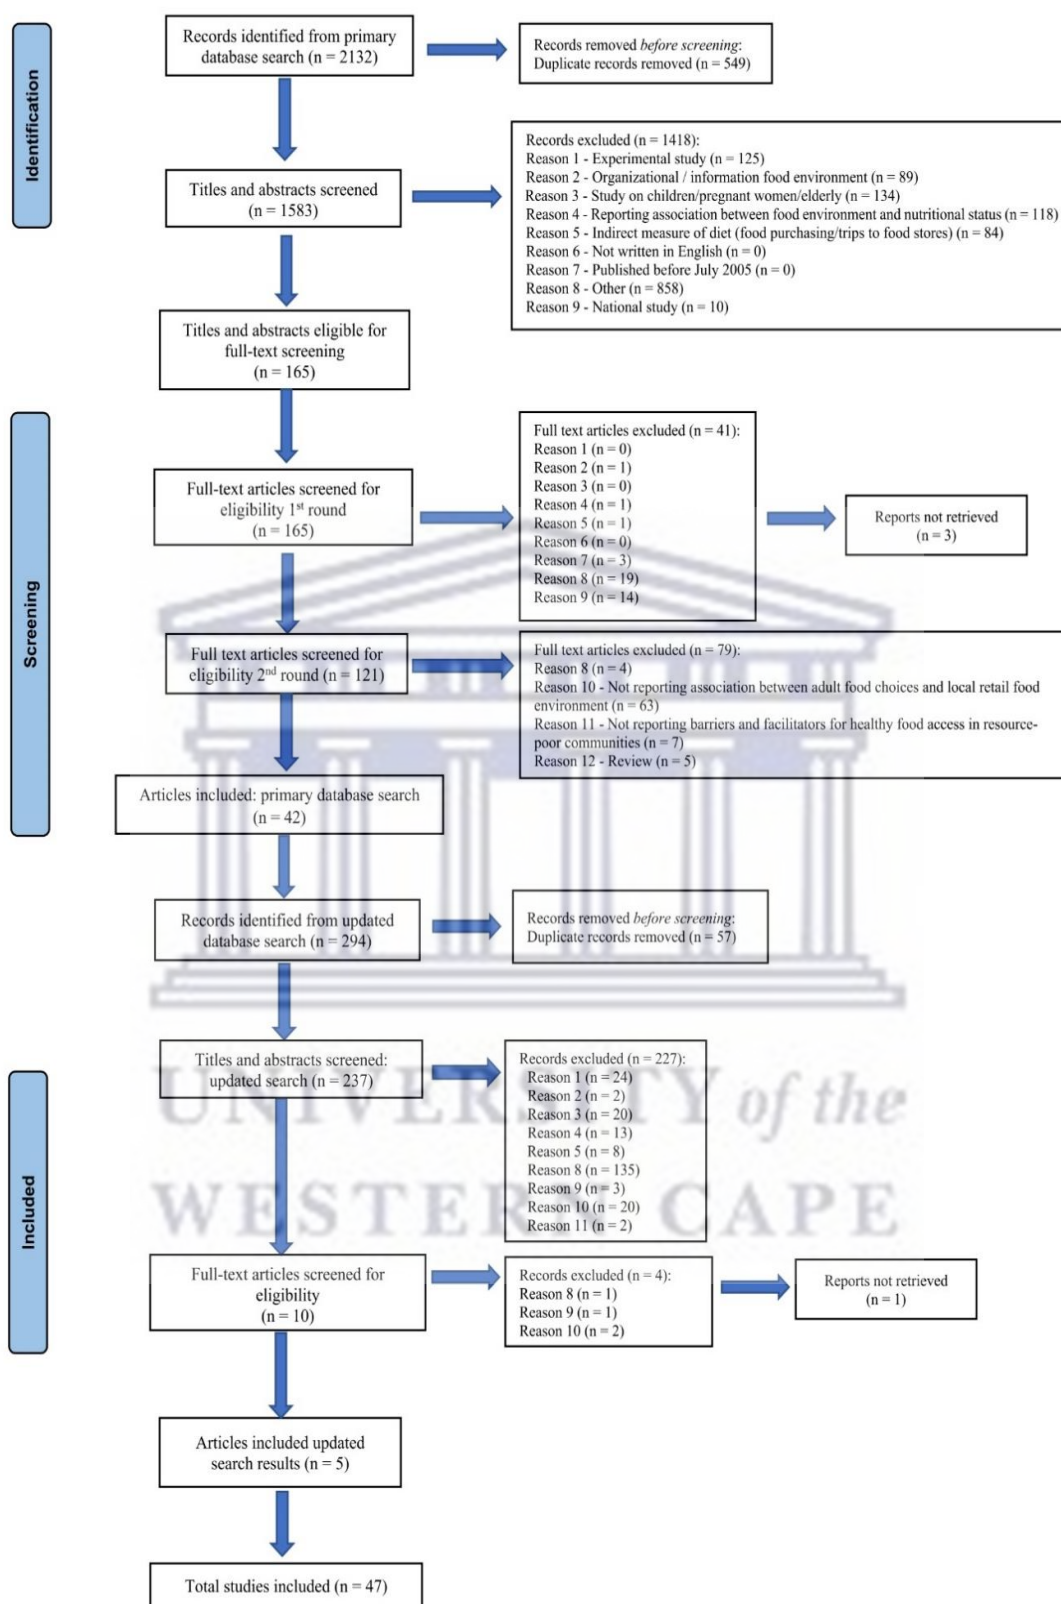 Identification
Records identified from primary
database search (n = 2132)
Records removed before screening:
Duplicate records removed (n = 549)
Titles and abstracts screened
(n = 1583)
Records excluded (n = 1418):
Reason 1 - Experimental study (n = 125)
Reason 2 - Organizational / information food environment (n = 89)
Reason 3 - Study on children/pregnant women/elderly (n = 134)
Reason 4 - Reporting association between food environment and nutritional status (n = 118)
Reason 5 - Indirect measure of diet (food purchasing/trips to food stores) (n = 84)
Reason 6 - Not written in English (n = 0)
Reason 7 - Published before July 2005 (n = 0)
Reason 8 - Other (n = 858)
Reason 9 - National study (n = 10)
Titles and abstracts eligible for
full-text screening
(n = 165)
Screening
Full-text articles screened for
eligibility 1st round
(n = 165)
Full text articles excluded (n = 41):
Reason 1 (n = 0)
Reason 2 (n = 1)
Reason 3 (n = 0)
Reason 4 (n = 1)
Reason 5 (n = 1)
Reason 6 (n = 0)
Reason 7 (n = 3)
Reason 8 (n = 19)
Reason 9 (n = 14)
Reports not retrieved
(n = 3)
Full text articles screened for
eligibility 2nd round (n = 121)
Full text articles excluded (n = 79):
Reason 8 (n = 4)
Reason 10 - Not reporting association between adult food choices and local retail food
environment (n = 63)
Reason 11 - Not reporting barriers and facilitators for healthy food access in resource-
poor communities (n = 7)
Reason 12 - Review (n = 5)
Articles included: primary database search
(n = 42)
Records identified from updated
database search (n = 294)
Records removed before screening:
Duplicate records removed (n = 57)
Included
Titles and abstracts screened:
updated search (n = 237)
Records excluded (n = 227):
Reason 1 (n = 24)
Reason 2 (n = 2)
Reason 3 (n = 20)
Reason 4 (n = 13)
Reason 5 (n = 8)
Reason 8 (n = 135)
Reason 9 (n = 3)
Reason 10 (n = 20)
Reason 11 (n = 2)
UNIVERSITY of the
WESTERN CAPE
Full-text articles screened for
eligibility
(n = 10)
Records excluded (n = 4):
Reason 8 (n = 1)
Reason 9 (n = 1)
Reason 10 (n = 2)
Reports not retrieved
(n = 1)
Articles included updated
search results (n = 5)
Total studies included (n = 47)